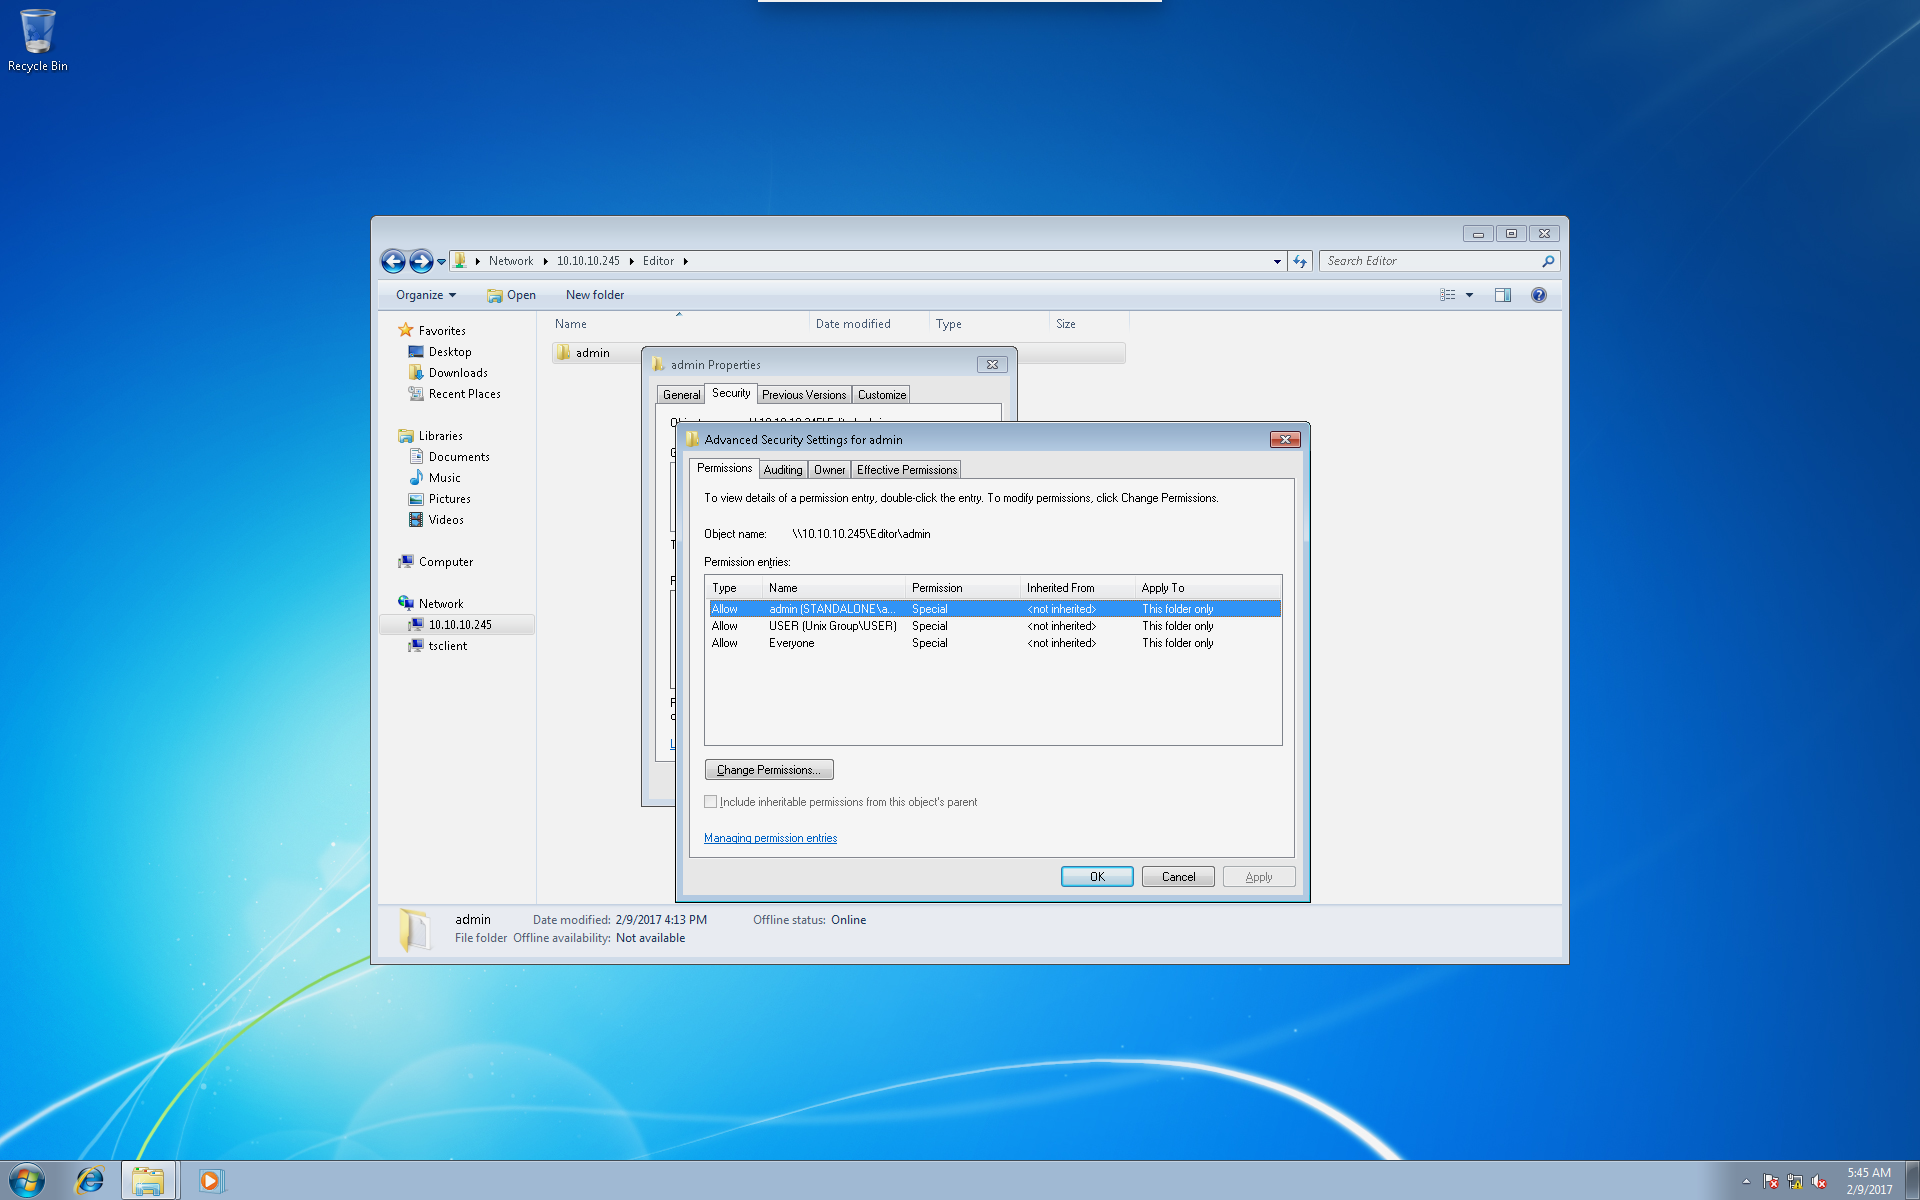 Recycle Bin
Network
10.10.10.245
Editor
Search Editor
Organize
Open
New folder
Name
Date modified
Type
Size
Favorites
Desktop
Downloads
Recent Places
Libraries
Documents
Music
Pictures
Videos
Computer
Network
10.10.10.245
tsclient
admin
admin Properties
General
Security
Previous Versions
Customize
Advanced Security Settings for admin
Permissions
Auditing
Owner
Effective Permissions
To view details of a permission entry, double-click the entry. To modify permissions, click Change Permissions.
Object name: \\10.10.10.245\Editor\admin
Permission entries:
Type Name Permission Inherited From Apply To
Allow admin (STANDALONE\a... Special <not inherited> This folder only
Allow USER (Unix Group\USER) Special <not inherited> This folder only
Allow Everyone Special <not inherited> This folder only
Change Permissions...
Include inheritable permissions from this object's parent
Managing permission entries
OK
Cancel
Apply
admin Date modified: 2/9/2017 4:13 PM Offline status: Online
File folder Offline availability: Not available
5:45 AM
2/9/2017